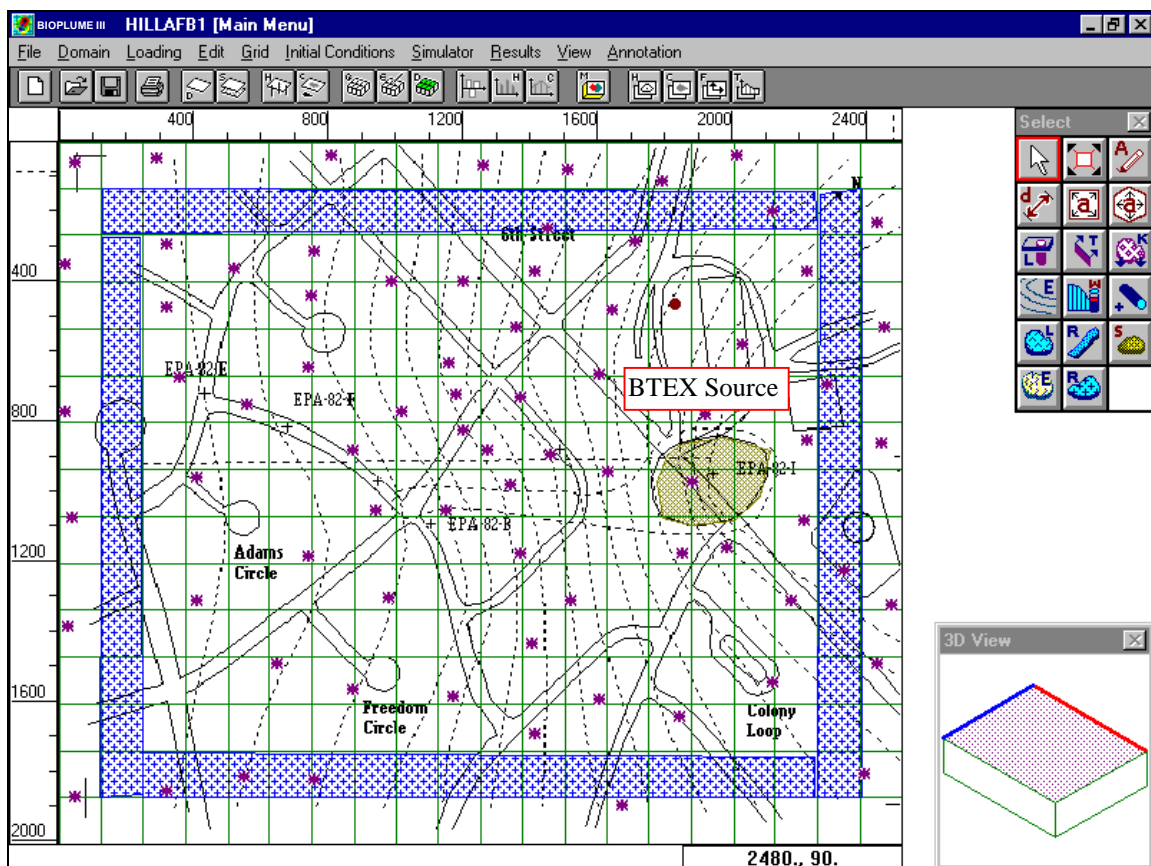 BIOPLUME III HILLAFB1 [Main Menu]
File Domain Loading Edit Grid Initial Conditions Simulator Results View Annotation
D S H C G E D H C M H C F T
400 800 1200 1600 2000 2400
Select
A
d a a
L T K
E W +
L R S
E R
N
6th Street
400
EPA-82-E
EPA-82-F
BTEX Source
800
EPA-82-I
EPA-82-B
1200
Adams
Circle
1600
Freedom
Circle
Colony
Loop
2000
3D View
2480., 90.